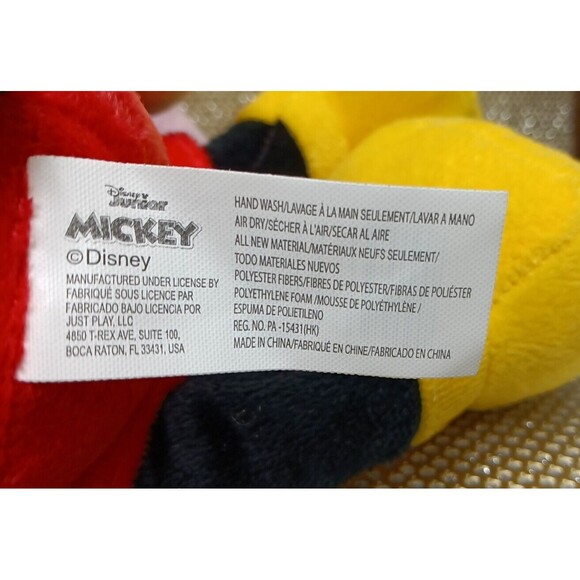 Disney
Junior
MICKEY
©Disney
MANUFACTURED UNDER LICENSE BY
FABRIQUÉ SOUS LICENCE PAR
FABRICADO BAJO LICENCIA POR
JUST PLAY, LLC
4850 T-REX AVE, SUITE 100,
BOCA RATON, FL 33431, USA
HAND WASH/LAVAGE À LA MAIN SEULEMENT/LAVAR A MANO
AIR DRY/SÉCHER À L'AIR/SECAR AL AIRE
ALL NEW MATERIAL/MATÉRIAUX NEUFS SEULEMENT/
TODO MATERIALES NUEVOS
POLYESTER FIBERS/FIBRES DE POLYESTER/FIBRAS DE POLIÉSTER
POLYETHYLENE FOAM /MOUSSE DE POLYÉTHYLÈNE /
ESPUMA DE POLIETILENO
REG. NO. PA -15431(HK)
MADE IN CHINA/FABRIQUÉ EN CHINE/FABRICADO EN CHINA